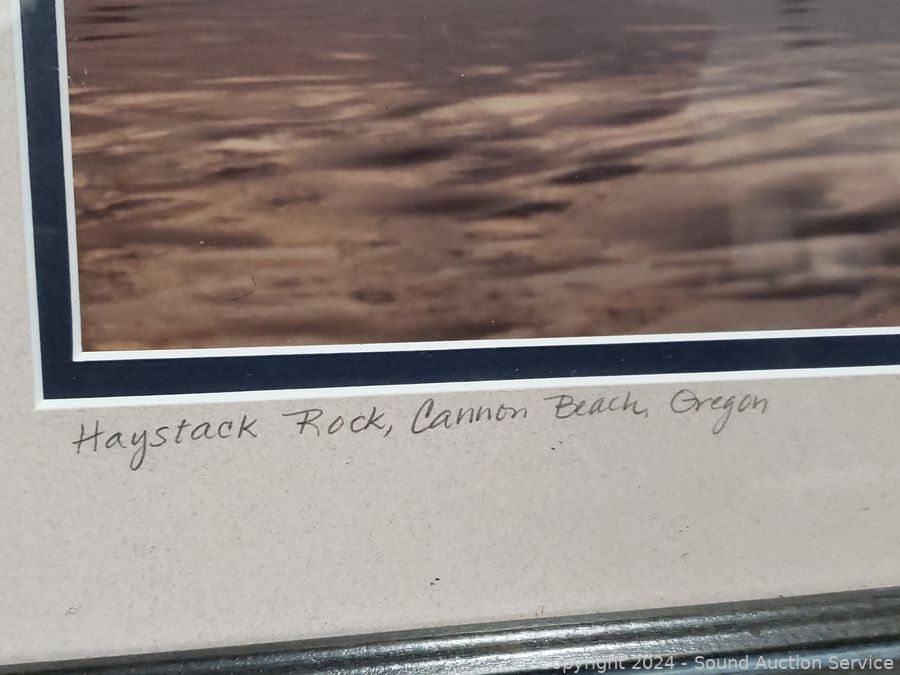 Haystack Rock, Cannon Beach, Oregon
Copyright 2024 - Sound Auction Service